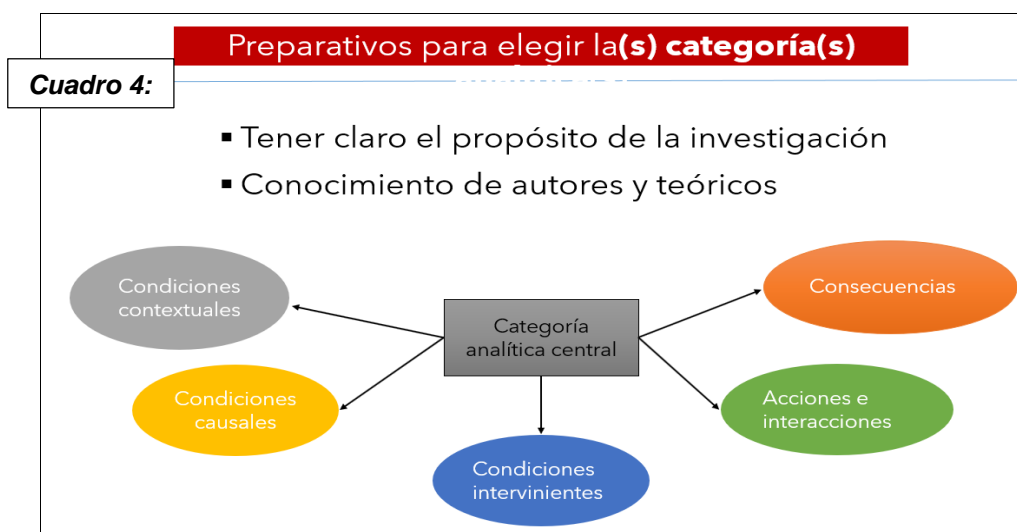 Preparativos para elegir la(s) categoría(s)
Cuadro 4:
▪ Tener claro el propósito de la investigación
▪ Conocimiento de autores y teóricos
Condiciones
contextuales
Consecuencias
Categoría
analítica central
Condiciones
causales
Acciones e
interacciones
Condiciones
intervinientes